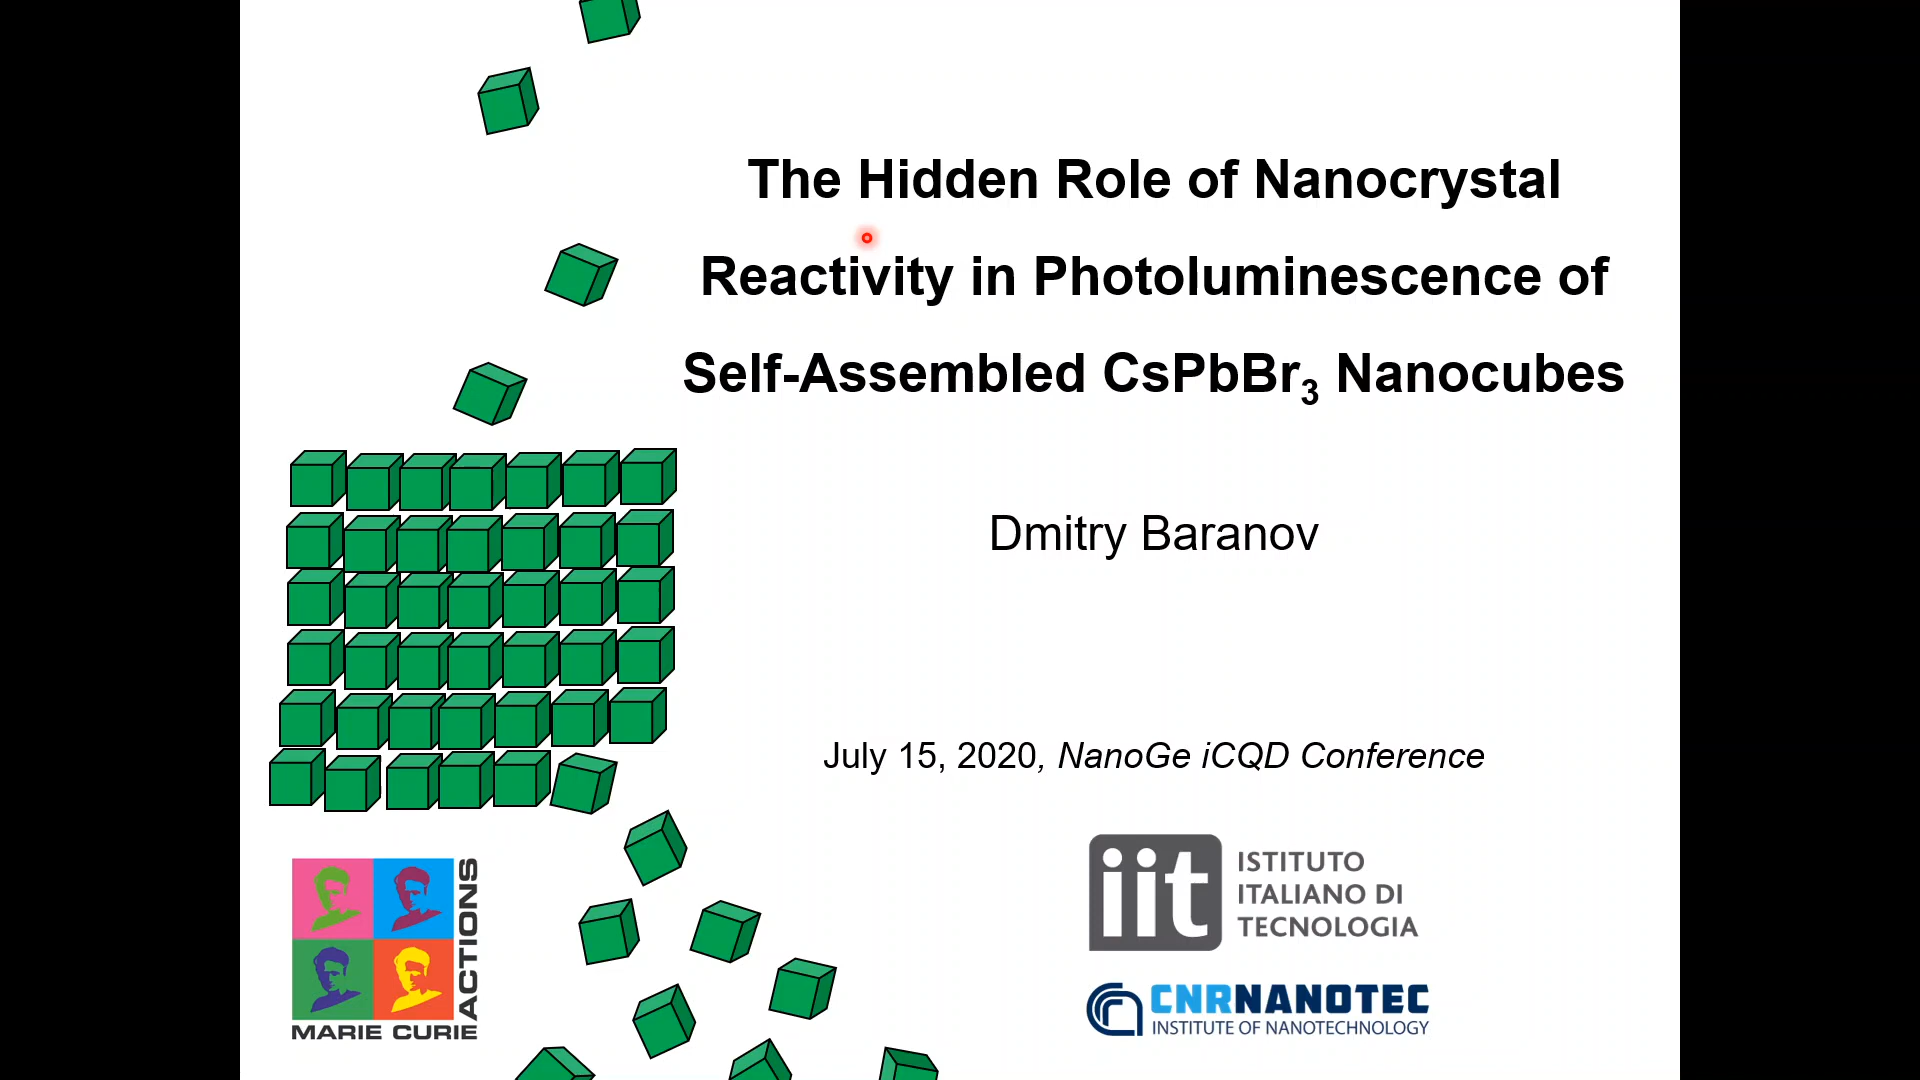 The Hidden Role of Nanocrystal
Reactivity in Photoluminescence of
Self-Assembled CsPbBr₃ Nanocubes
Dmitry Baranov
July 15, 2020, NanoGe iCQD Conference
iit
ISTITUTO
ITALIANO DI
TECNOLOGIA
CNRNANOTEC
INSTITUTE OF NANOTECHNOLOGY
MARIE CURIE
ACTIONS